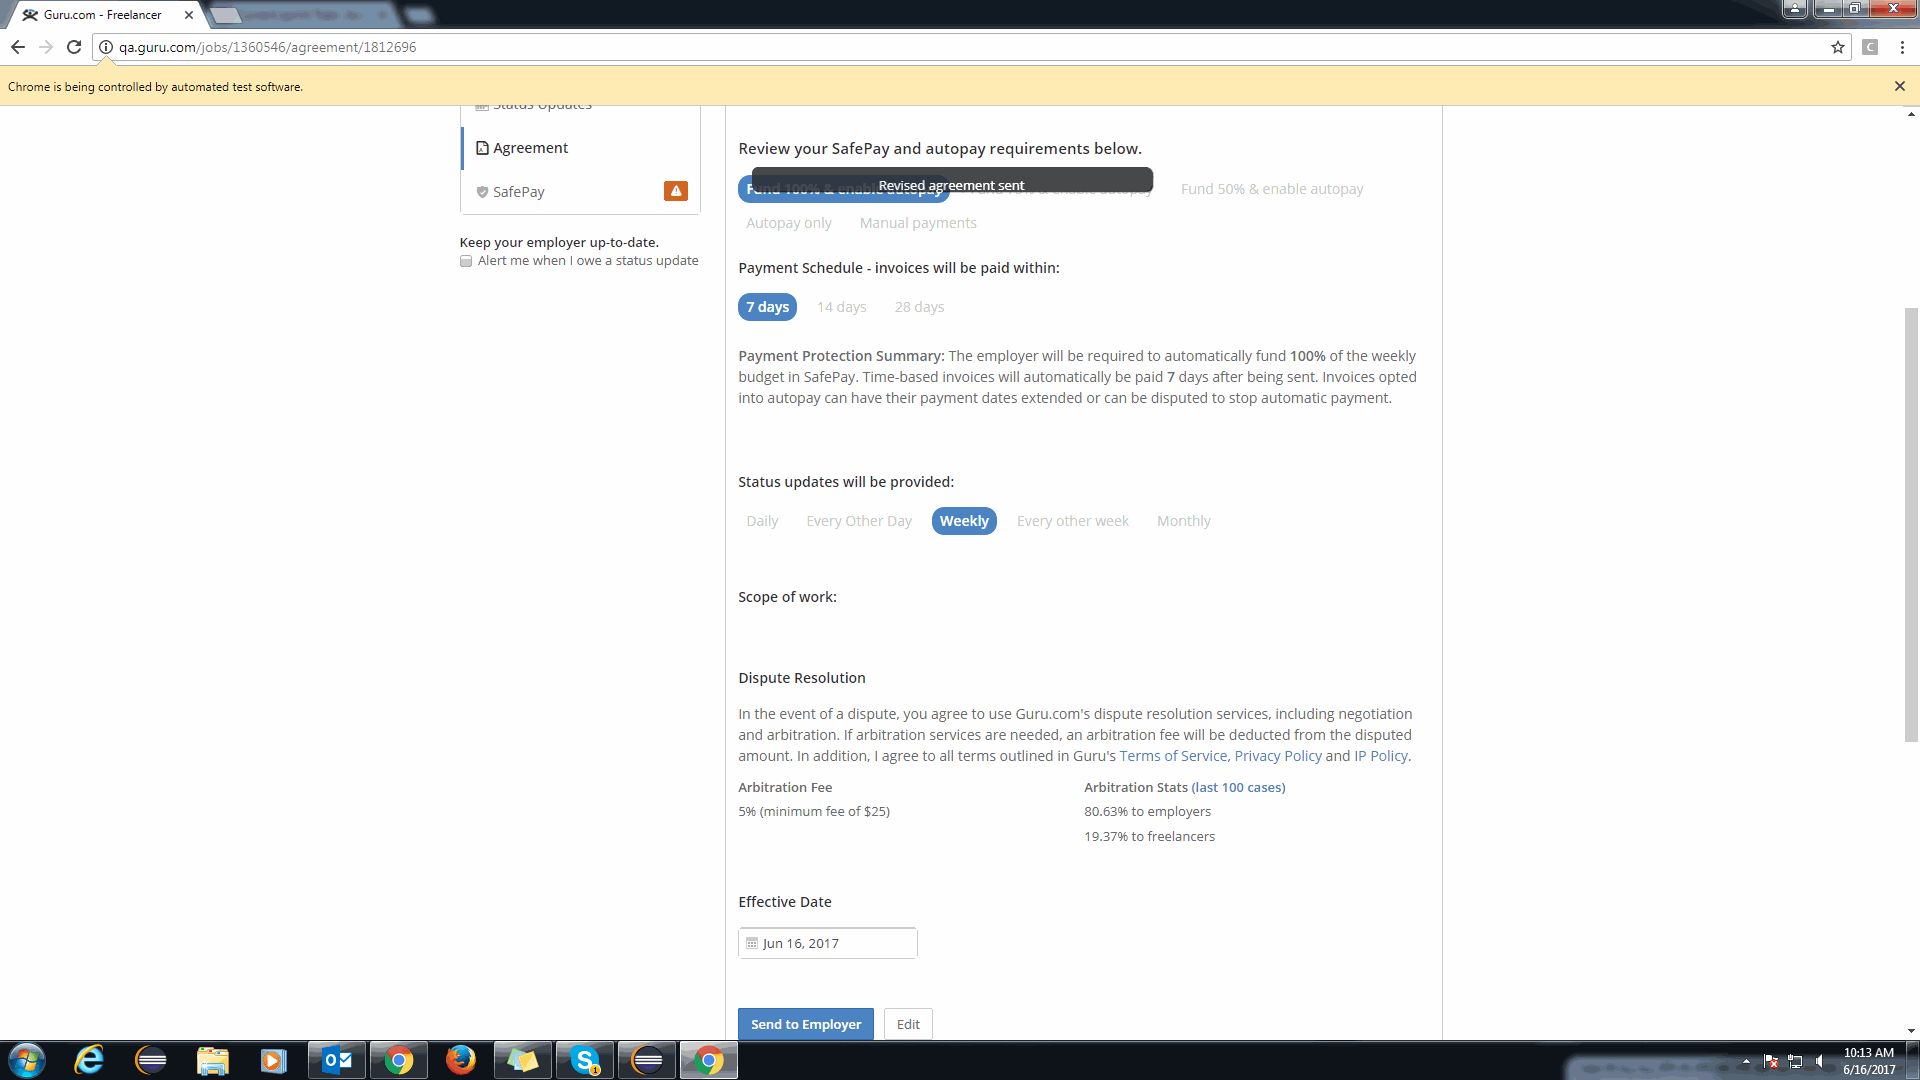 Guru.com - Freelancer
qa.guru.com/jobs/1360546/agreement/1812696
C
Chrome is being controlled by automated test software.
Status Updates
Agreement
SafePay
Keep your employer up-to-date.
Alert me when I owe a status update
Review your SafePay and autopay requirements below.
Revised agreement sent
Fund 100% & enable autopay
Fund 50% & enable autopay
Autopay only Manual payments
Payment Schedule - invoices will be paid within:
7 days 14 days 28 days
Payment Protection Summary: The employer will be required to automatically fund 100% of the weekly
budget in SafePay. Time-based invoices will automatically be paid 7 days after being sent. Invoices opted
into autopay can have their payment dates extended or can be disputed to stop automatic payment.
Status updates will be provided:
Daily Every Other Day Weekly Every other week Monthly
Scope of work:
Dispute Resolution
In the event of a dispute, you agree to use Guru.com's dispute resolution services, including negotiation
and arbitration. If arbitration services are needed, an arbitration fee will be deducted from the disputed
amount. In addition, I agree to all terms outlined in Guru's Terms of Service, Privacy Policy and IP Policy.
Arbitration Fee
5% (minimum fee of $25)
Arbitration Stats (last 100 cases)
80.63% to employers
19.37% to freelancers
Effective Date
Jun 16, 2017
Send to Employer Edit
10:13 AM
6/16/2017